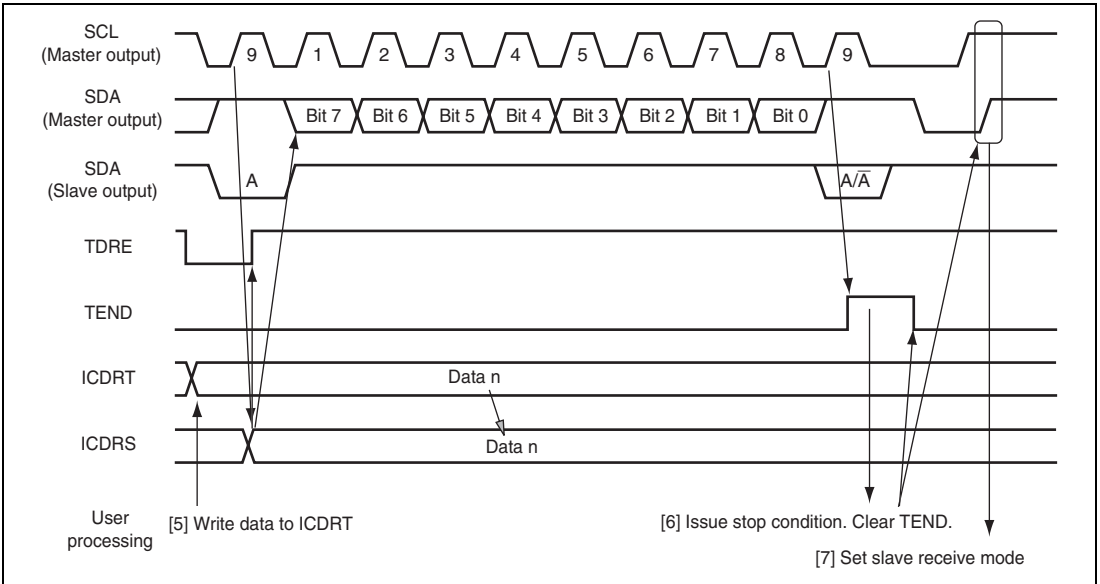 SCL
(Master output)
9 1 2 3 4 5 6 7 8 9
SDA
(Master output)
Bit 7 Bit 6 Bit 5 Bit 4 Bit 3 Bit 2 Bit 1 Bit 0
SDA
(Slave output)
A A/A̅
TDRE
TEND
ICDRT
Data n
ICDRS
Data n
User
processing
[5] Write data to ICDRT
[6] Issue stop condition. Clear TEND.
[7] Set slave receive mode